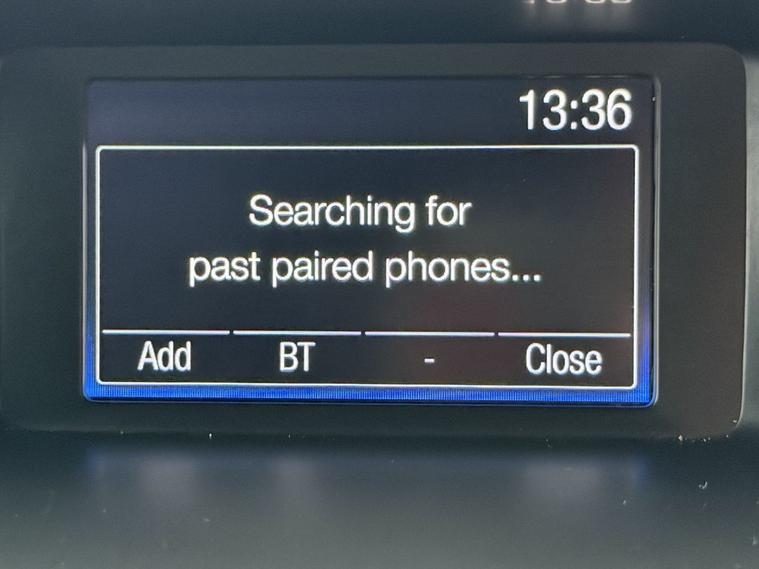 13:36
Searching for
past paired phones...
Add BT - Close